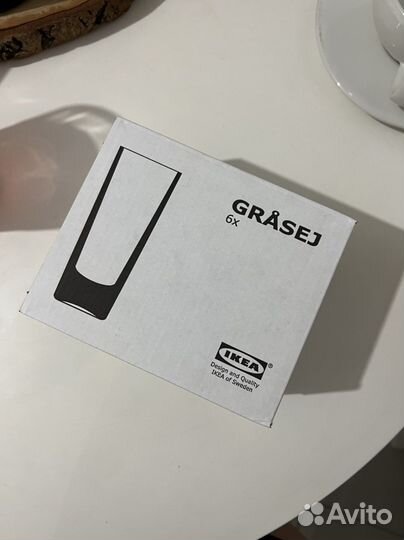 GRÅSEJ
6x
IKEA®
Design and Quality
IKEA of Sweden
Avito